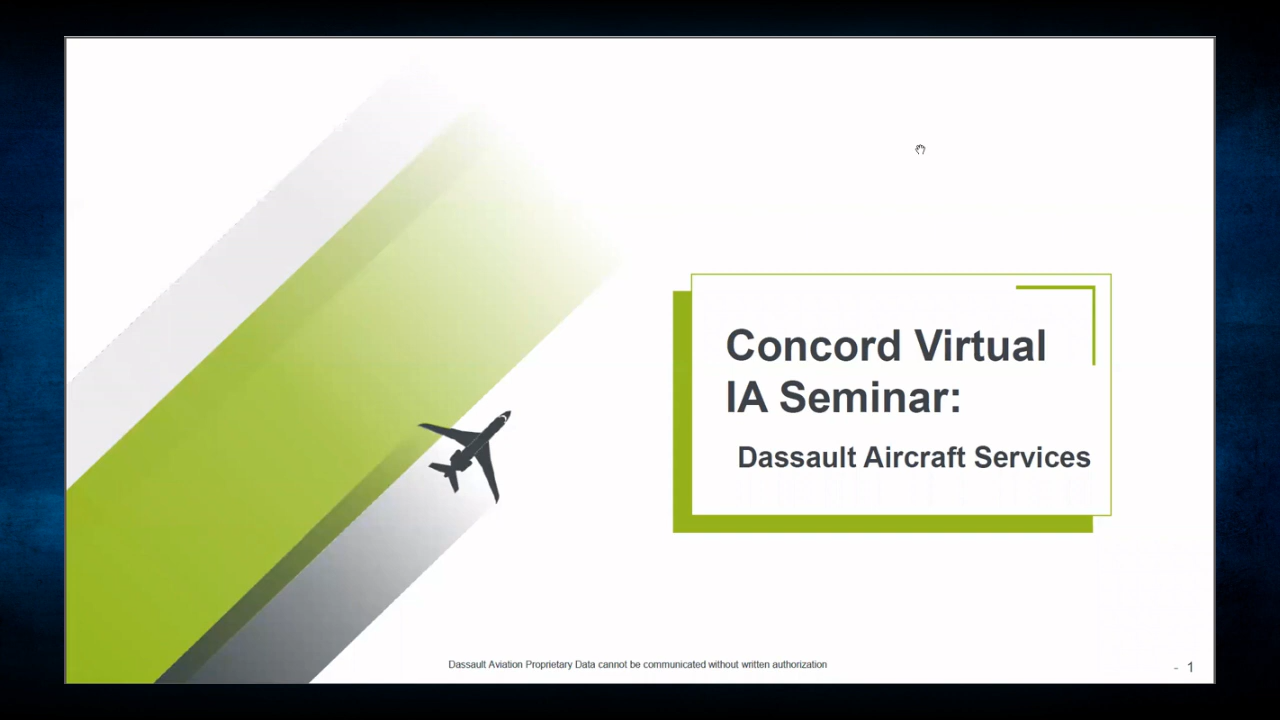 Concord Virtual
IA Seminar:
Dassault Aircraft Services
Dassault Aviation Proprietary Data cannot be communicated without written authorization
- 1